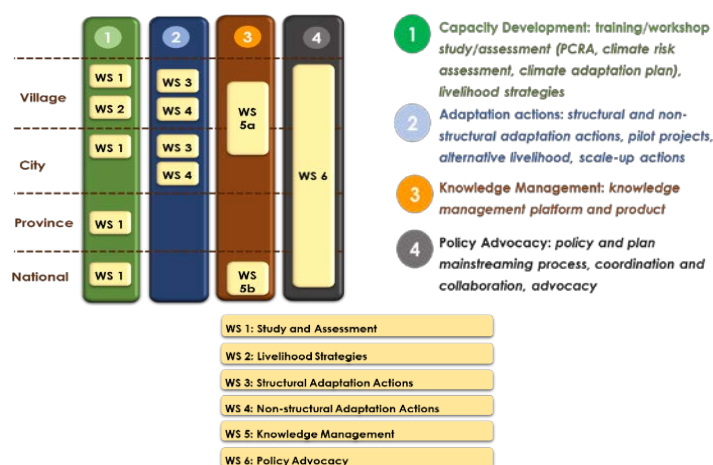 1
2
3
4
Village
City
Province
National
WS 1
WS 2
WS 1
WS 1
WS 1
WS 3
WS 4
WS 3
WS 4
WS
5a
WS
5b
WS 6
1
Capacity Development: training/workshop
study/assessment (PCRA, climate risk
assessment, climate adaptation plan),
livelihood strategies
2
Adaptation actions: structural and non-
structural adaptation actions, pilot projects,
alternative livelihood, scale-up actions
3
Knowledge Management: knowledge
management platform and product
4
Policy Advocacy: policy and plan
mainstreaming process, coordination and
collaboration, advocacy
WS 1: Study and Assessment
WS 2: Livelihood Strategies
WS 3: Structural Adaptation Actions
WS 4: Non-structural Adaptation Actions
WS 5: Knowledge Management
WS 6: Policy Advocacy